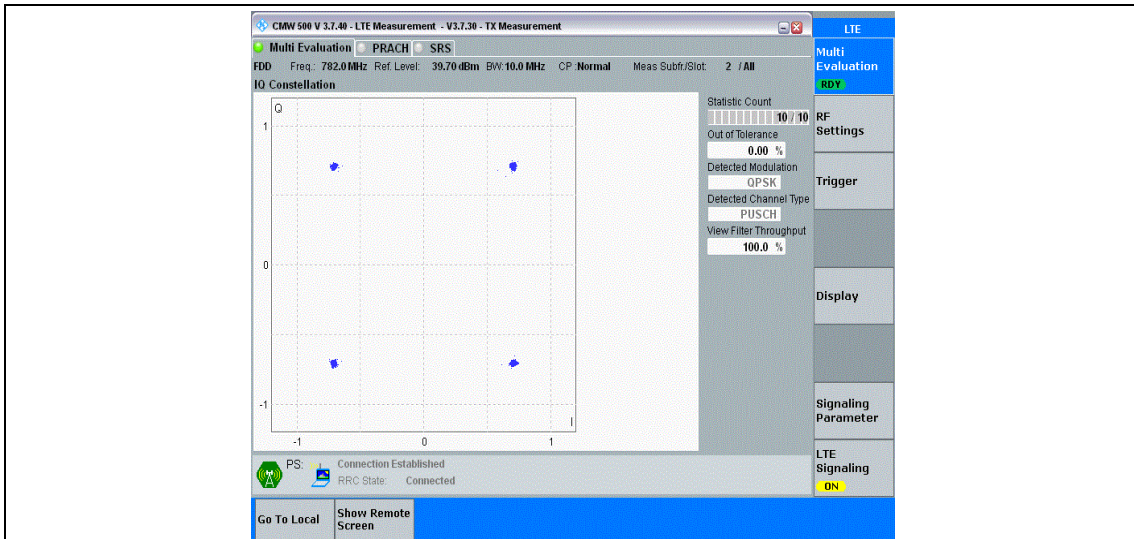 CMW 500 V 3.7.40 - LTE Measurement - V3.7.30 - TX Measurement
LTE
Multi Evaluation PRACH SRS
Multi
Evaluation
RDY
FDD Freq.: 782.0 MHz Ref. Level: 39.70 dBm BW: 10.0 MHz CP :Normal Meas Subfr./Slot: 2 / All
IQ Constellation
Statistic Count
10 / 10
Out of Tolerance
0.00 %
Detected Modulation
QPSK
Detected Channel Type
PUSCH
View Filter Throughput
100.0 %
Q
1
0
-1
I
-1 0 1
RF
Settings
Trigger
Display
Signaling
Parameter
LTE
Signaling
ON
PS: Connection Established
RRC State: Connected
Go To Local
Show Remote
Screen